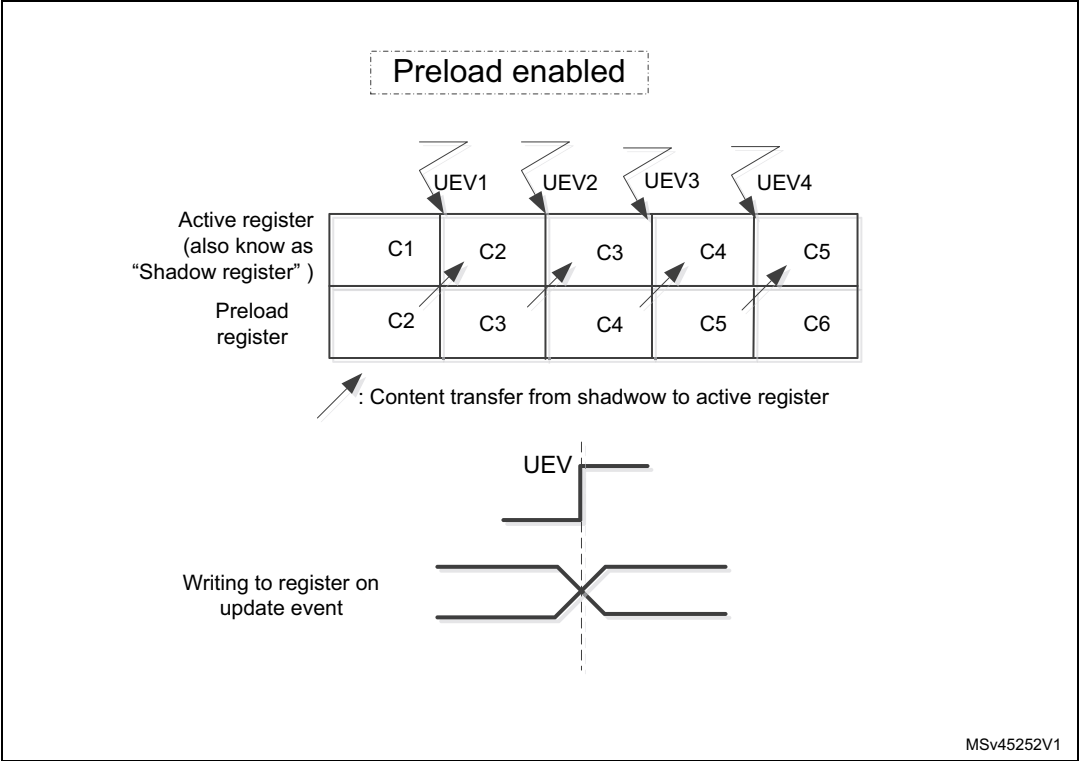 Preload enabled
UEV1
UEV2
UEV3
UEV4
Active register
(also know as
“Shadow register” )
C1
C2
C3
C4
C5
Preload
register
C2
C3
C4
C5
C6
: Content transfer from shadwow to active register
UEV
Writing to register on
update event
MSv45252V1